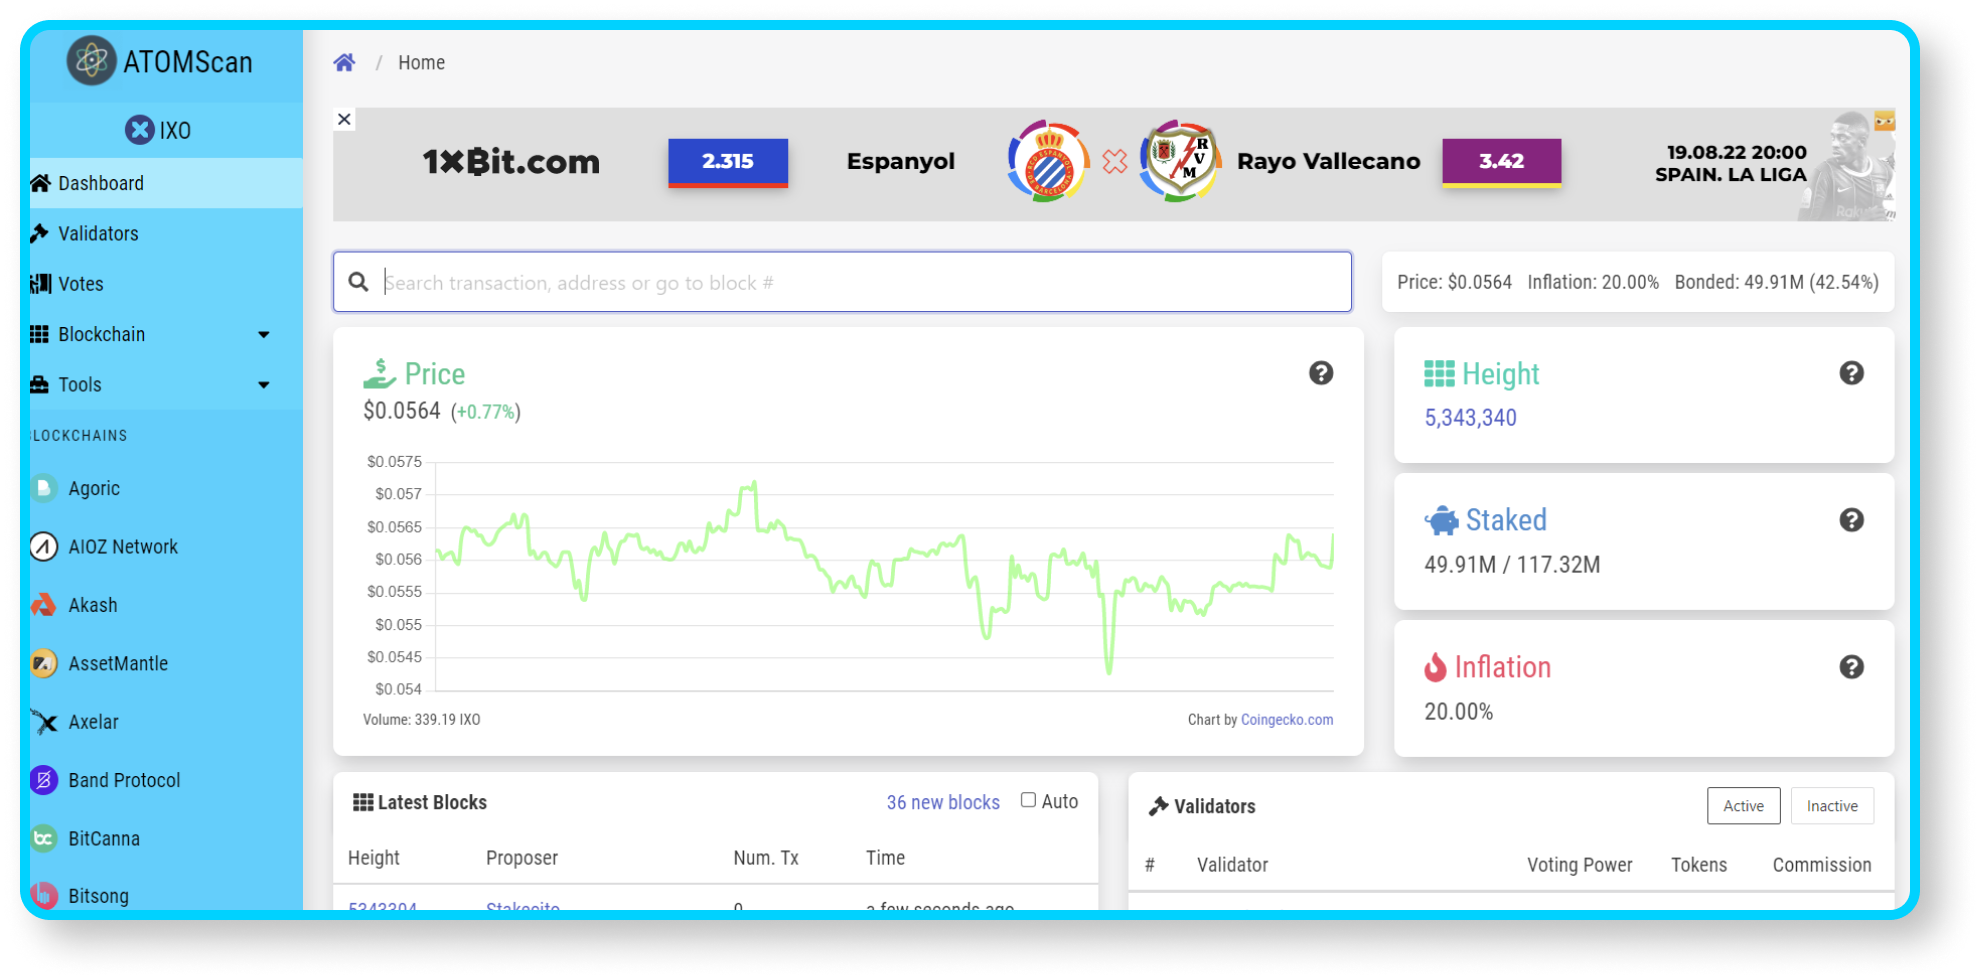 ATOMScan
IXO
Dashboard
Validators
Votes
Blockchain
Tools
BLOCKCHAINS
Agoric
AIOZ Network
Akash
AssetMantle
Axelar
Band Protocol
BitCanna
Bitsong
/ Home
1xBit.com
2.315
Espanyol
Rayo Vallecano
3.42
19.08.22 20:00
SPAIN. LA LIGA
Search transaction, address or go to block #
Price: $0.0564 Inflation: 20.00% Bonded: 49.91M (42.54%)
Price
$0.0564 (+0.77%)
$0.0575
$0.057
$0.0565
$0.056
$0.0555
$0.055
$0.0545
$0.054
Volume: 339.19 IXO
Chart by Coingecko.com
Height
5,343,340
Staked
49.91M / 117.32M
Inflation
20.00%
Latest Blocks
36 new blocks
Auto
Height Proposer Num. Tx Time
a few seconds ago
Validators
Active
Inactive
# Validator Voting Power Tokens Commission